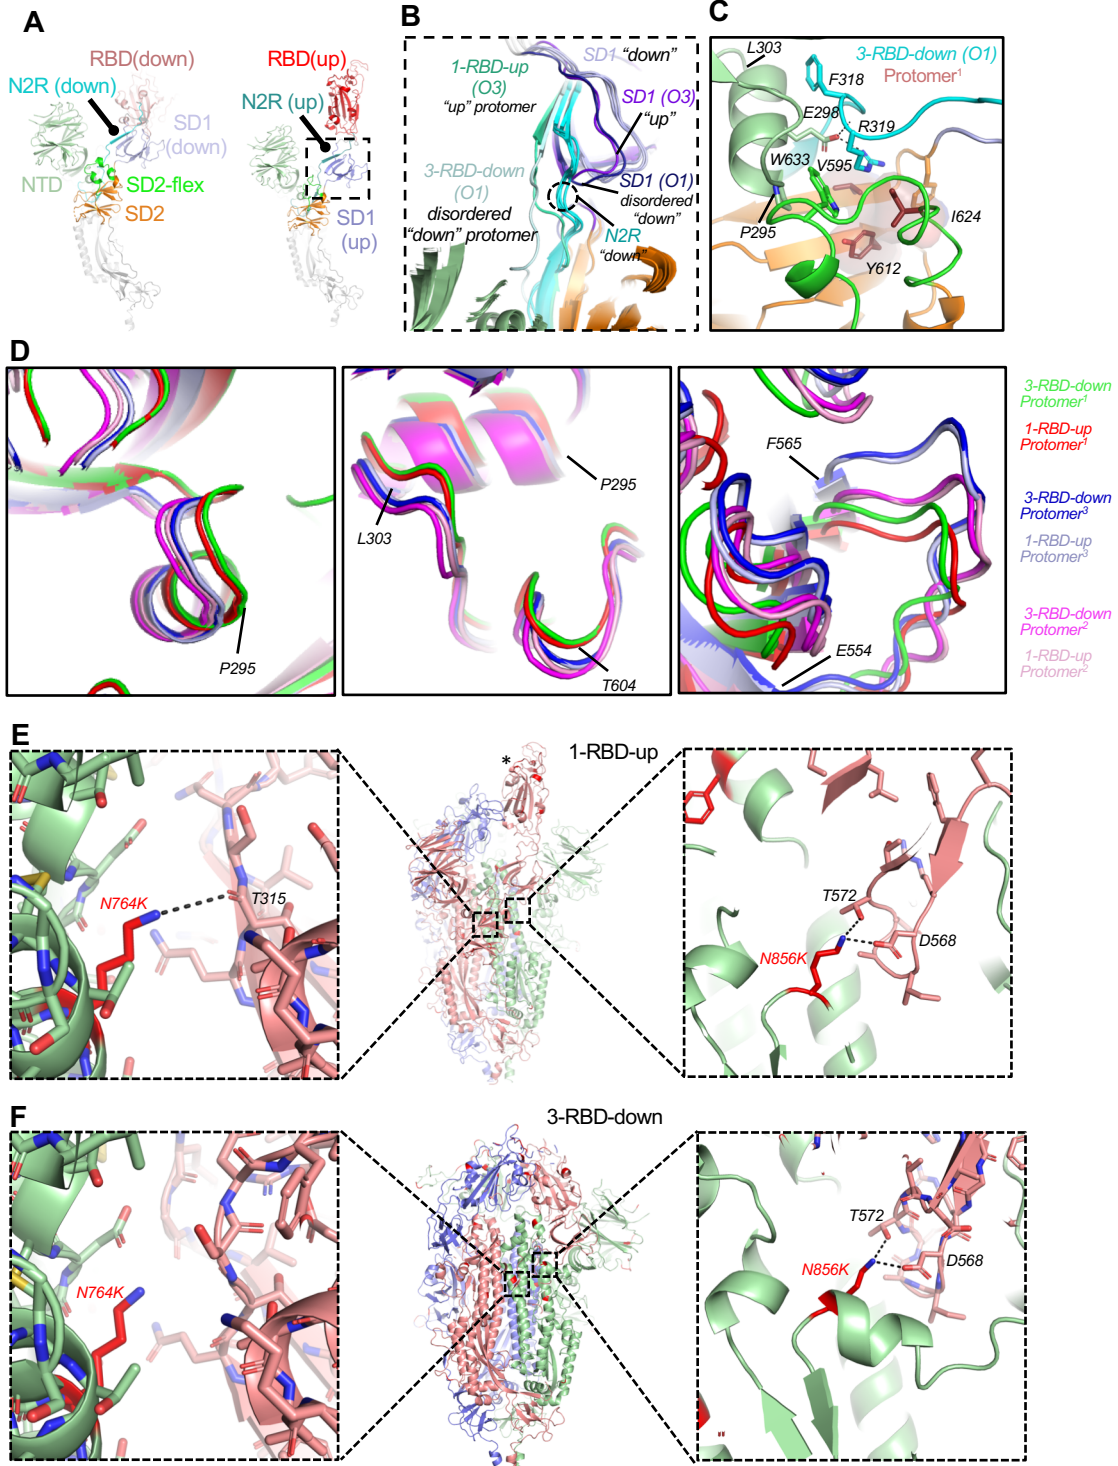 A
RBD(down)
N2R (down)
SD1
(down)
NTD
SD2-flex
SD2
RBD(up)
N2R (up)
SD1
(up)
B
SD1 "down"
1-RBD-up
(O3)
"up" protomer
SD1 (O3)
"up"
3-RBD-down
(O1)
disordered
"down" protomer
SD1 (O1)
disordered
"down"
N2R
"down"
C
L303
3-RBD-down (O1)
Protomer¹
F318
E298
R319
W633
V595
P295
I624
Y612
D
P295
L303
P295
T604
F565
E554
3-RBD-down
Protomer¹
1-RBD-up
Protomer¹
3-RBD-down
Protomer³
1-RBD-up
Protomer³
3-RBD-down
Protomer²
1-RBD-up
Protomer²
E
N764K
T315
*
1-RBD-up
T572
D568
N856K
F
N764K
3-RBD-down
T572
D568
N856K